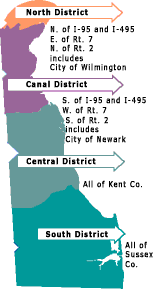 North District
N. of I-95 and I-495
E. of Rt. 7
N. of Rt. 2
includes
City of Wilmington
Canal District
S. of I-95 and I-495
W. of Rt. 7
S. of Rt. 2
includes
City of Newark
Central District
All of Kent Co.
South District
All of
Sussex
Co.